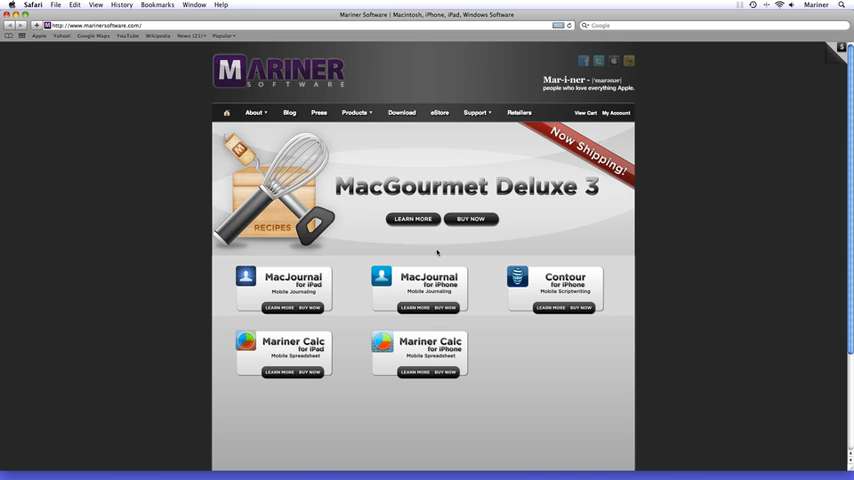 Safari File Edit View History Bookmarks Window Help Mariner
Mariner Software | Macintosh, iPhone, iPad, Windows Software
http://www.marinersoftware.com/
Google
Apple Yahoo! Google Maps YouTube Wikipedia News (21) Popular
MARINER
SOFTWARE
Mar·i·ner -
people who love everything Apple.
About Blog Press Products Download eStore Support Retailers View Cart My Account
Now Shipping!
MacGourmet Deluxe 3
LEARN MORE BUY NOW
RECIPES
MacJournal
for iPad
Mobile Journaling
LEARN MORE BUY NOW
MacJournal
for iPhone
Mobile Journaling
LEARN MORE BUY NOW
Contour
for iPhone
Mobile Scriptwriting
LEARN MORE BUY NOW
Mariner Calc
for iPad
Mobile Spreadsheet
LEARN MORE BUY NOW
Mariner Calc
for iPhone
Mobile Spreadsheet
LEARN MORE BUY NOW